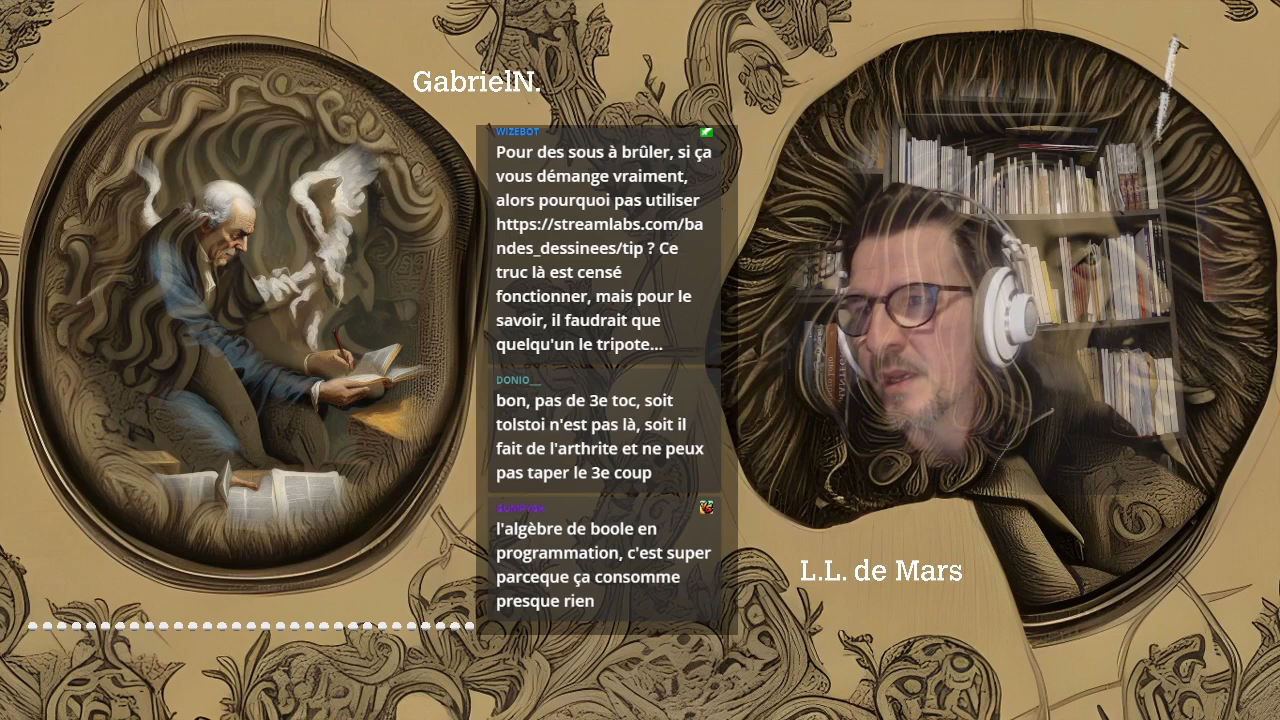 GabrielN.
WIZEBOT
Pour des sous à brûler, si ça
vous démange vraiment,
alors pourquoi pas utiliser
https://streamlabs.com/ba
ndes_dessinees/tip ? Ce
truc là est censé
fonctionner, mais pour le
savoir, il faudrait que
quelqu'un le tripote...
DONIO__
bon, pas de 3e toc, soit
tolstoi n'est pas là, soit il
fait de l'arthrite et ne peux
pas taper le 3e coup
l'algèbre de boole en
programmation, c'est super
parceque ça consomme
presque rien
L.L. de Mars